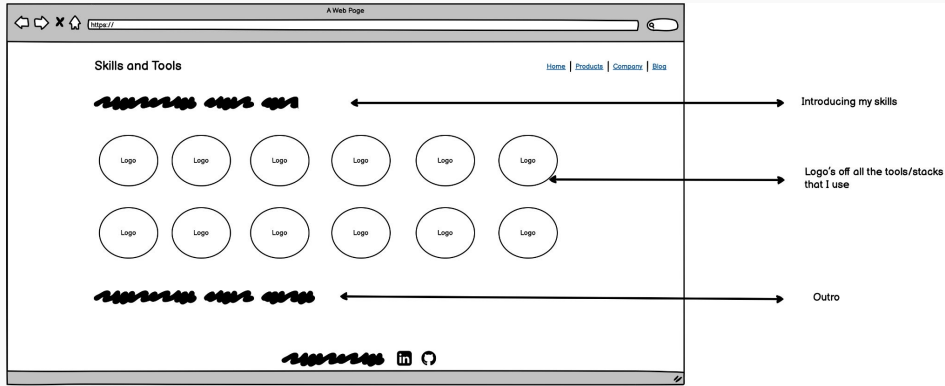 A Web Page
https://
Skills and Tools
Home | Products | Company | Blog
Introducing my skills
Logo Logo Logo Logo Logo Logo
Logo's off all the tools/stacks
that I use
Logo Logo Logo Logo Logo Logo
Outro
in